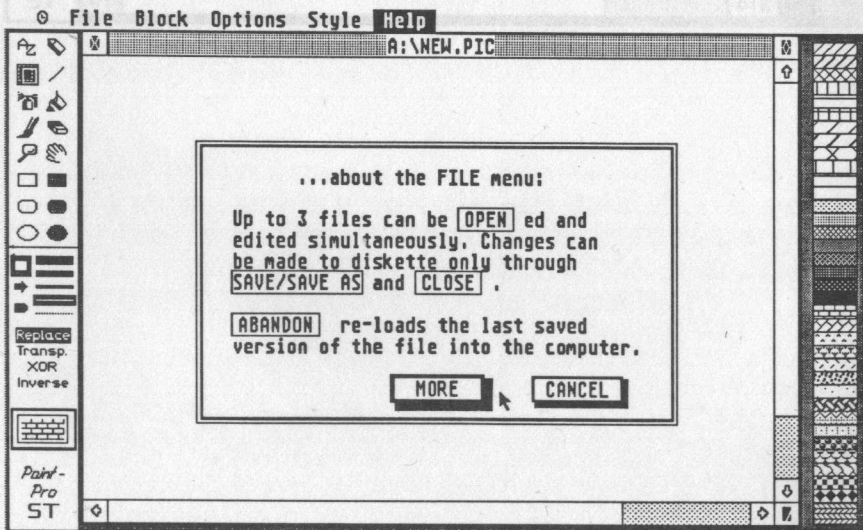 File Block Options Style Help
A:\NEW.PIC
AZ
...about the FILE menu:
Up to 3 files can be OPEN ed and
edited simultaneously. Changes can
be made to diskette only through
SAVE/SAVE AS and CLOSE .
ABANDON re-loads the last saved
version of the file into the computer.
MORE CANCEL
Replace
Transp.
XOR
Inverse
Paint-
Pro
ST